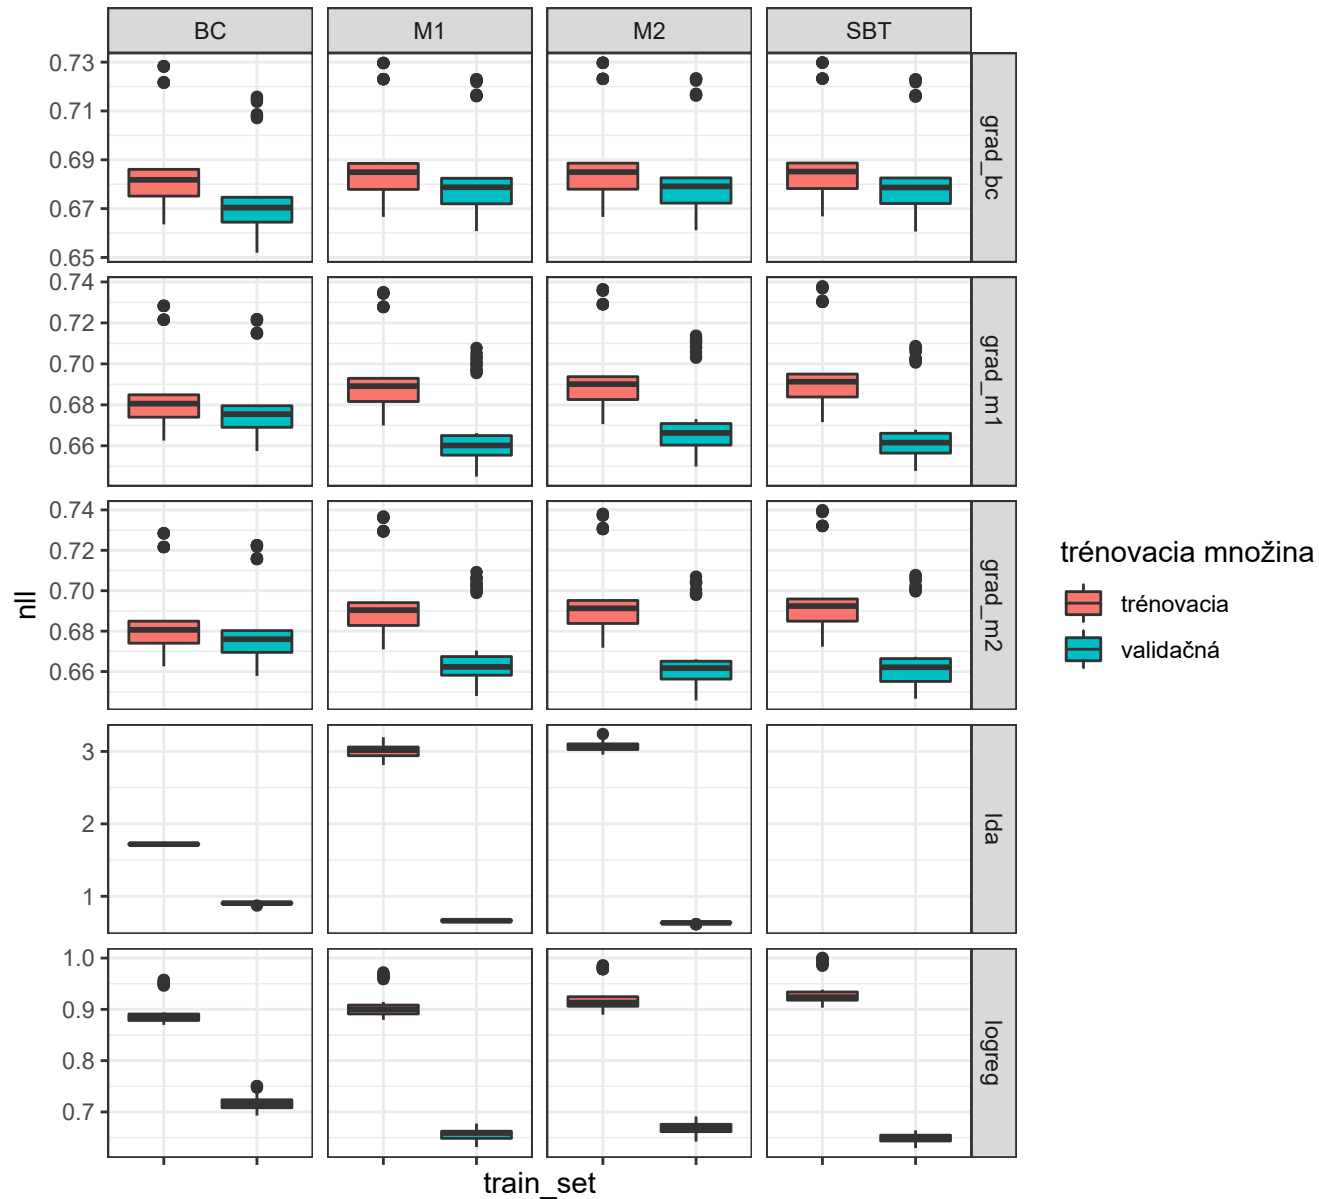 BC M1 M2 SBT
0.73
0.71
0.69
0.67
0.65
grad_bc
0.74
0.72
0.70
0.68
0.66
grad_m1
0.74
0.72
0.70
0.68
0.66
grad_m2
3
2
1
lda
1.0
0.9
0.8
0.7
logreg
nll
train_set
trénovacia množina
trénovacia
validačná